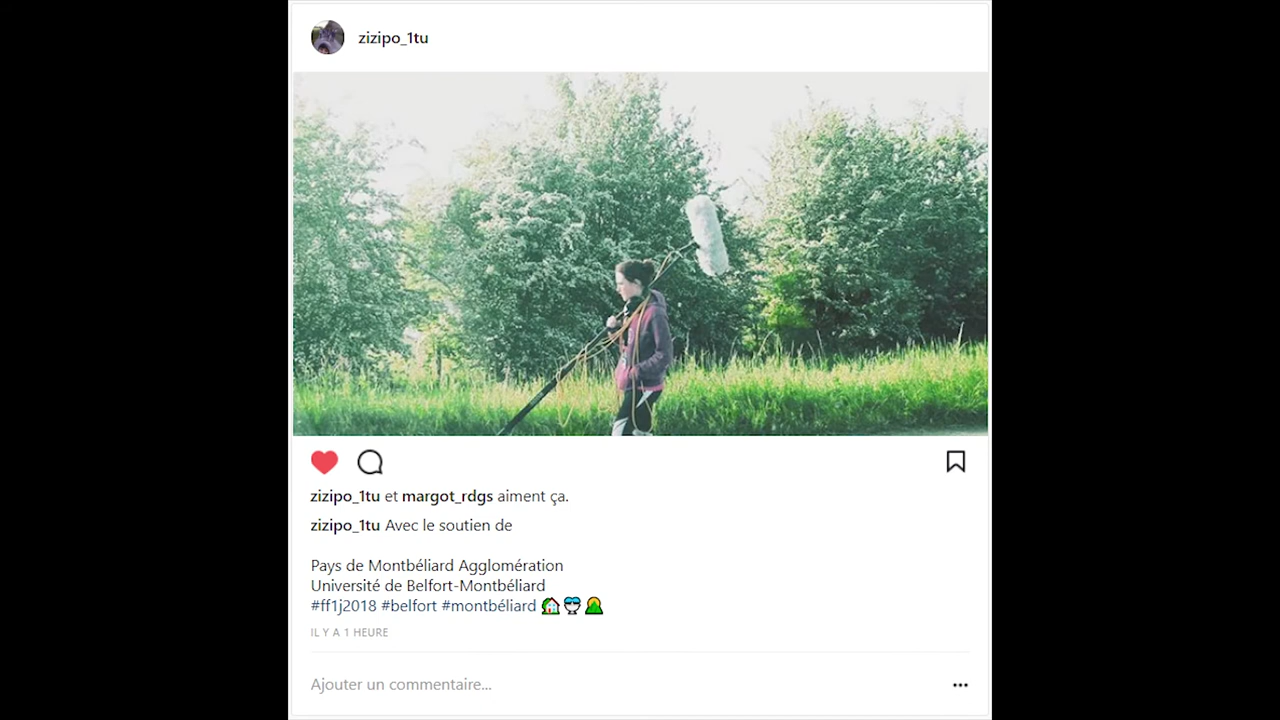 zizipo_1tu
zizipo_1tu et margot_rdgs aiment ça.
zizipo_1tu Avec le soutien de
Pays de Montbéliard Agglomération
Université de Belfort-Montbéliard
#ff1j2018 #belfort #montbéliard
IL Y A 1 HEURE
Ajouter un commentaire...